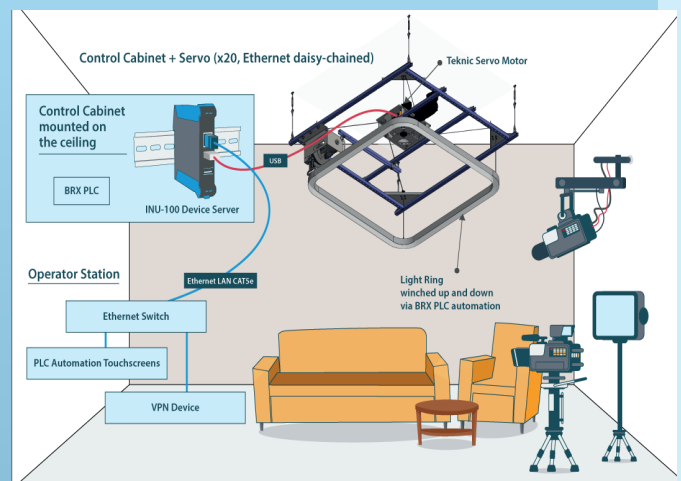 Control Cabinet + Servo (x20, Ethernet daisy-chained)
Teknic Servo Motor
Control Cabinet
mounted on
the ceiling
BRX PLC
INU-100 Device Server
USB
Ethernet LAN CAT5e
Operator Station
Ethernet Switch
PLC Automation Touchscreens
VPN Device
Light Ring
winched up and down
via BRX PLC automation